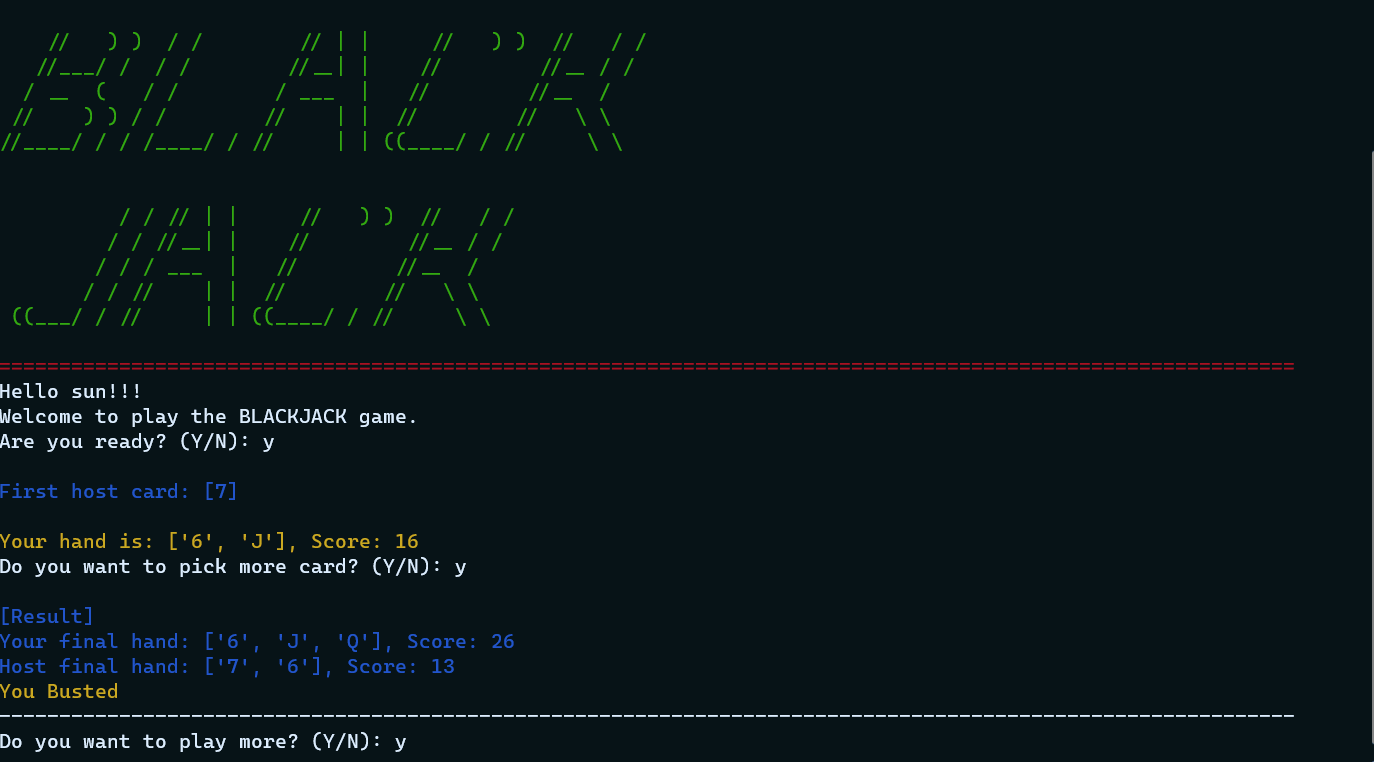 BLACK
JACK
================================================================================================================
Hello sun!!!
Welcome to play the BLACKJACK game.
Are you ready? (Y/N): y
First host card: [7]
Your hand is: ['6', 'J'], Score: 16
Do you want to pick more card? (Y/N): y
[Result]
Your final hand: ['6', 'J', 'Q'], Score: 26
Host final hand: ['7', '6'], Score: 13
You Busted
------------------------------------------------------------------------------------------------------------
Do you want to play more? (Y/N): y